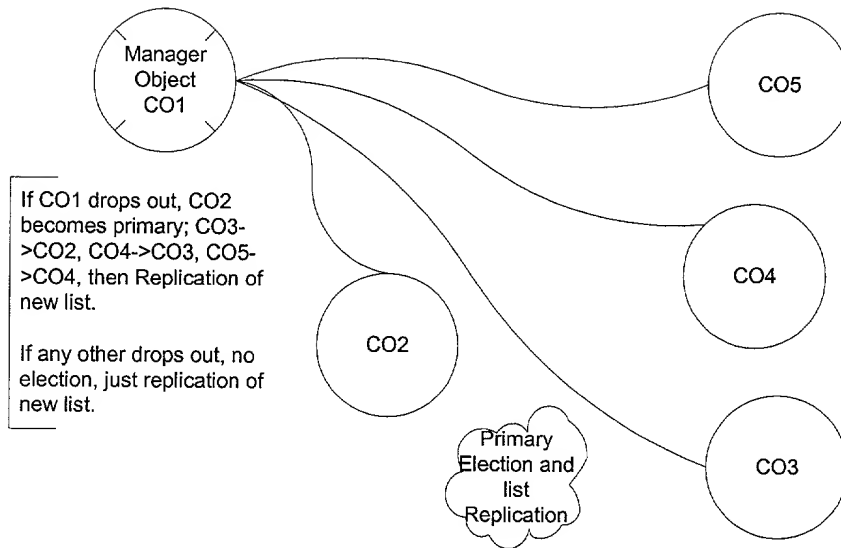 Manager
Object
CO1
CO5
If CO1 drops out, CO2
becomes primary; CO3-
>CO2, CO4->CO3, CO5-
>CO4, then Replication of
new list.
If any other drops out, no
election, just replication of
new list.
CO4
CO2
Primary
Election and
list
Replication
CO3